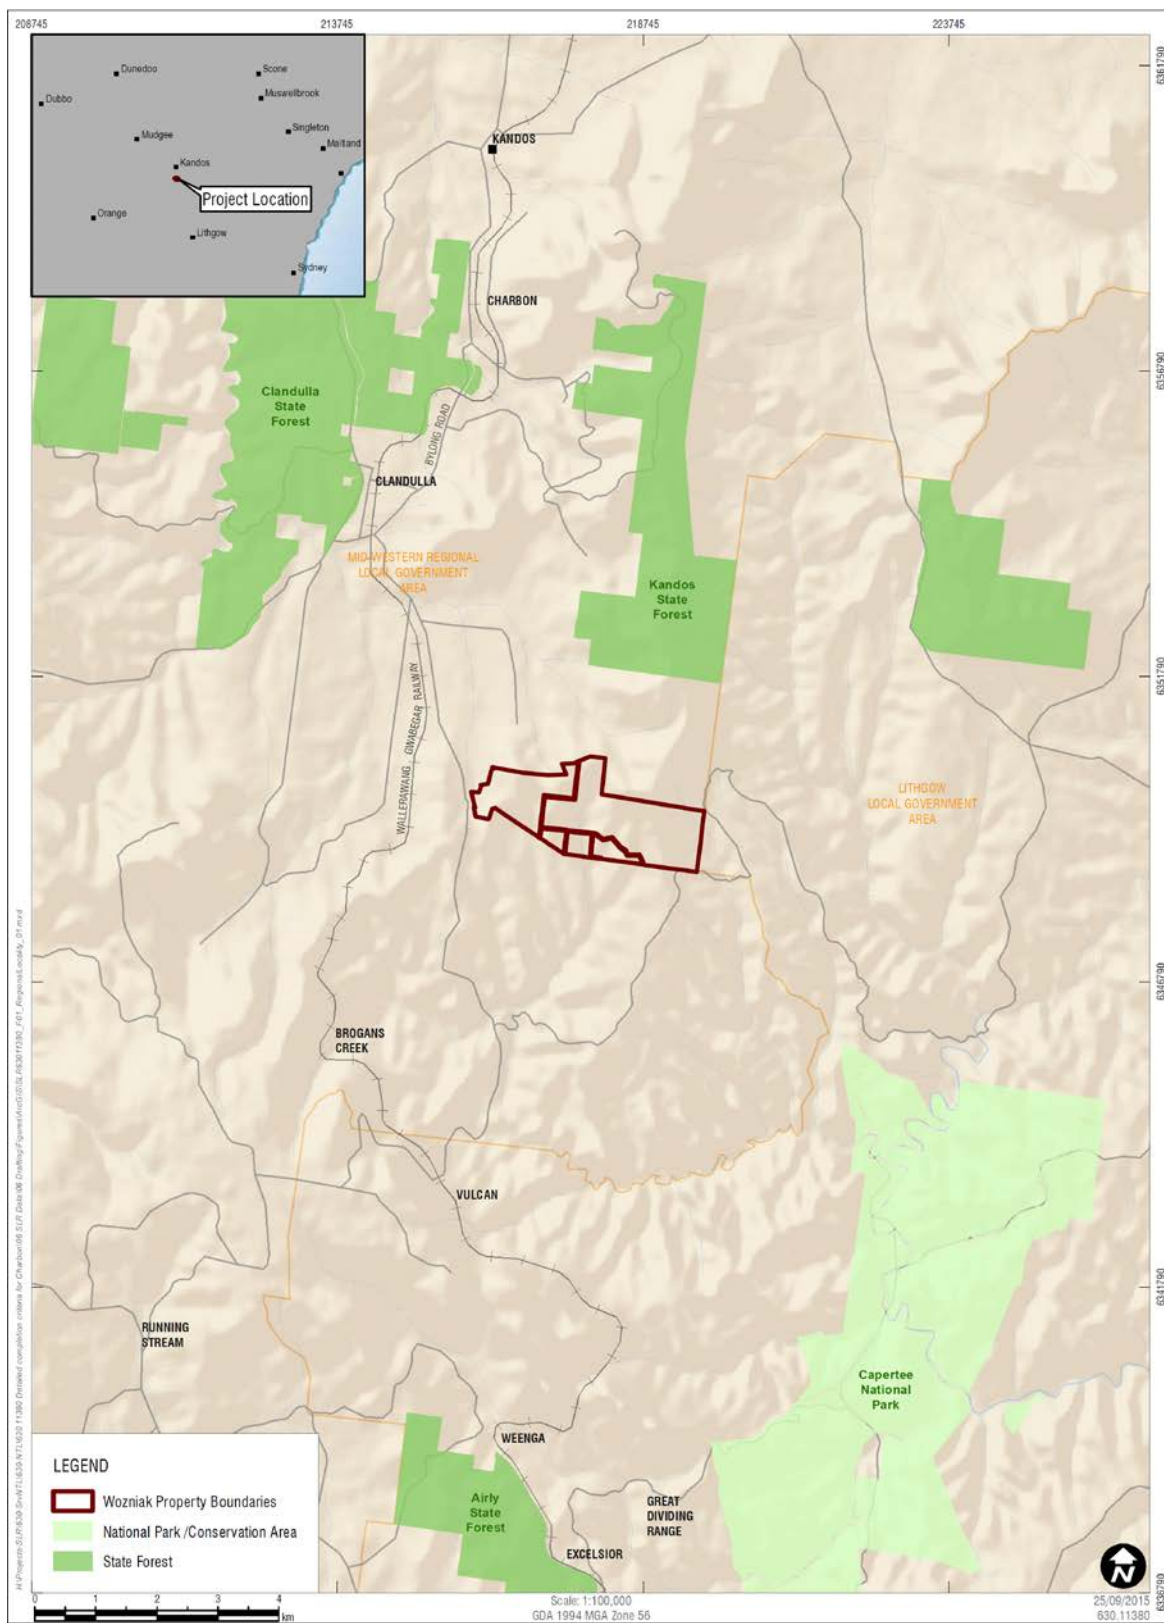 208745
213745
218745
223745
6361790
6356790
6351790
6346790
6341790
6336790
Dunedoo
Scone
Dubbo
Muswellbrook
Mudgee
Singleton
Maitland
Kandos
Project Location
Orange
Lithgow
Sydney
KANDOS
CHARBON
Clandulla
State
Forest
BYLONG ROAD
CLANDULLA
MID-WESTERN REGIONAL
LOCAL GOVERNMENT
AREA
Kandos
State
Forest
WALLERAWANG GWABEGAR RAILWAY
LITHGOW
LOCAL GOVERNMENT
AREA
BROGANS
CREEK
VULCAN
RUNNING
STREAM
Capertee
National
Park
WEENGA
Airly
State
Forest
GREAT
DIVIDING
RANGE
EXCELSIOR
LEGEND
Wozniak Property Boundaries
National Park /Conservation Area
State Forest
0 1 2 3 4
km
Scale: 1:100,000
GDA 1994 MGA Zone 56
N
25/09/2015
630.11380